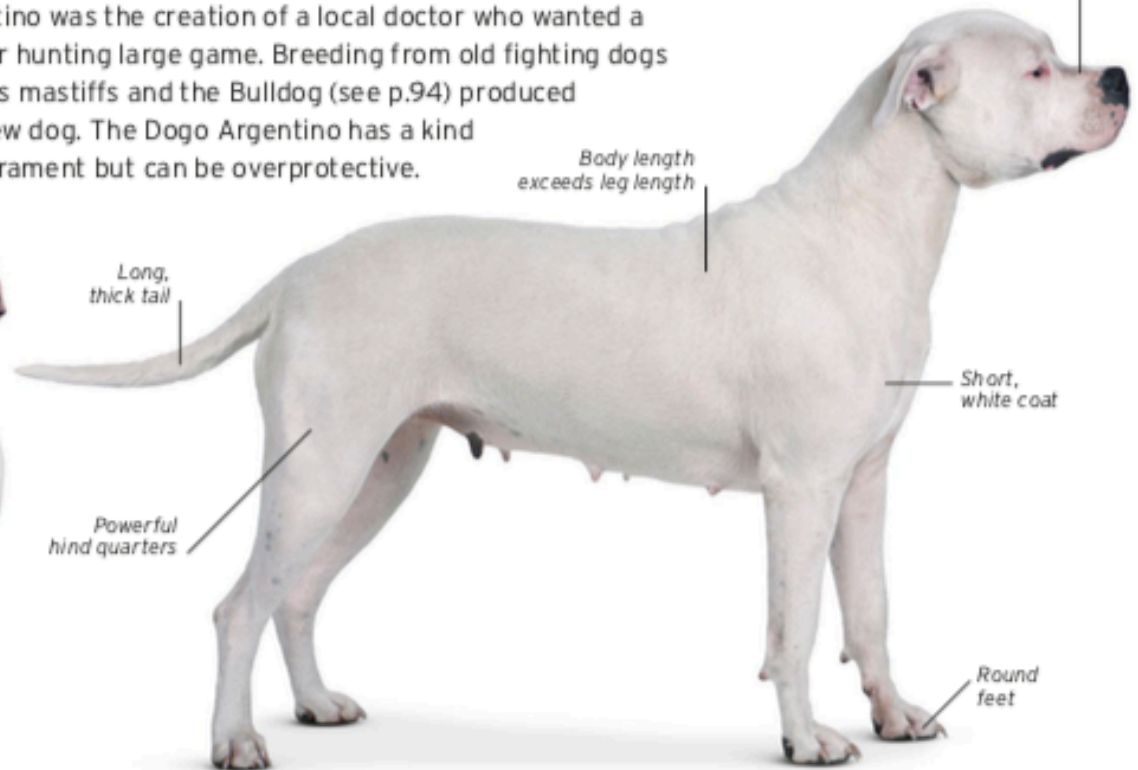 tino was the creation of a local doctor who wanted a
r hunting large game. Breeding from old fighting dogs
s mastiffs and the Bulldog (see p.94) produced
ew dog. The Dogo Argentino has a kind
rament but can be overprotective.
Body length
exceeds leg length
Long,
thick tail
Short,
white coat
Powerful
hind quarters
Round
feet